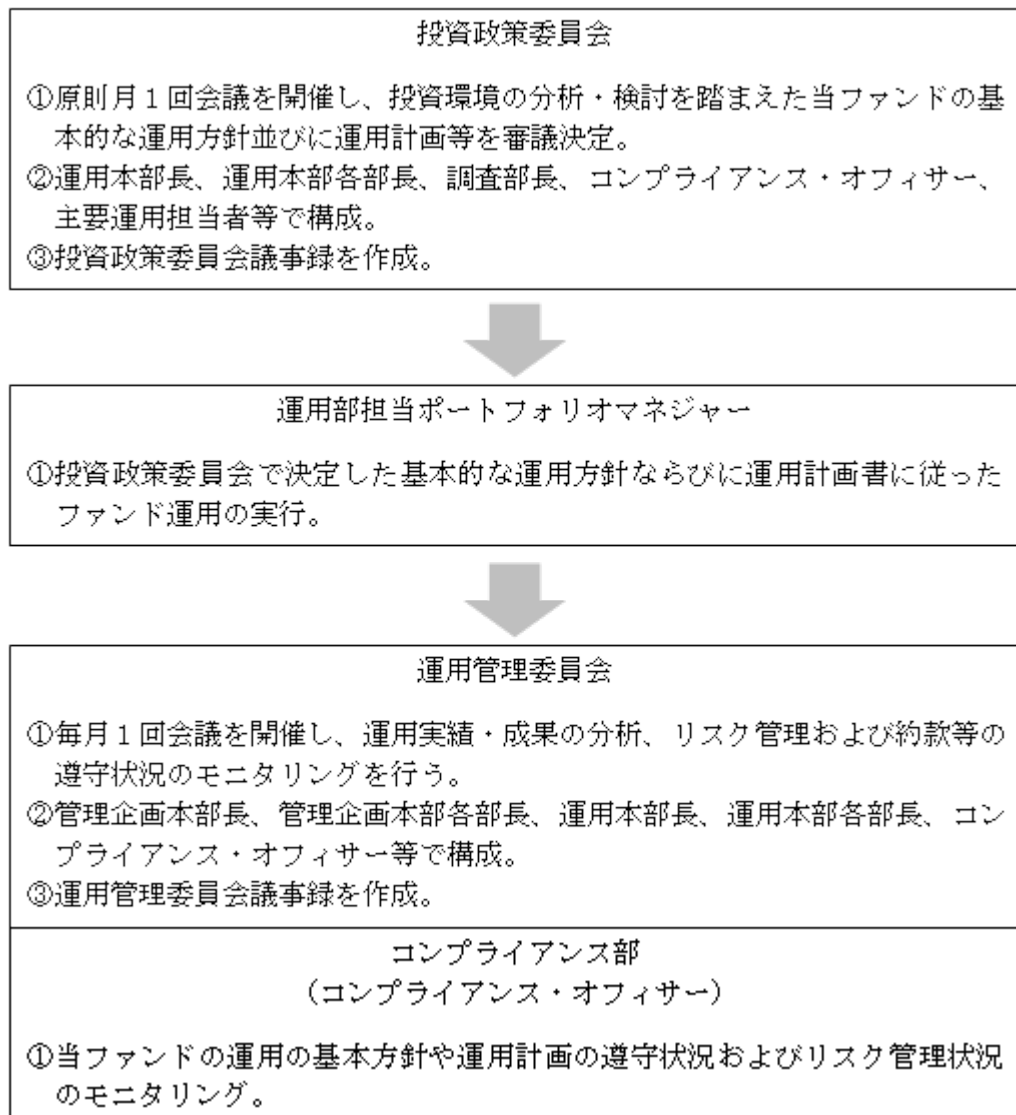 投資政策委員会
①原則月１回会議を開催し、投資環境の分析・検討を踏まえた当ファンドの基
本的な運用方針並びに運用計画等を審議決定。
②運用本部長、運用本部各部長、調査部長、コンプライアンス・オフィサー、
主要運用担当者等で構成。
③投資政策委員会議事録を作成。
運用部担当ポートフォリオマネジャー
①投資政策委員会で決定した基本的な運用方針ならびに運用計画書に従った
ファンド運用の実行。
運用管理委員会
①毎月１回会議を開催し、運用実績・成果の分析、リスク管理および約款等の
遵守状況のモニタリングを行う。
②管理企画本部長、管理企画本部各部長、運用本部長、運用本部各部長、コン
プライアンス・オフィサー等で構成。
③運用管理委員会議事録を作成。
コンプライアンス部
（コンプライアンス・オフィサー）
①当ファンドの運用の基本方針や運用計画の遵守状況およびリスク管理状況
のモニタリング。